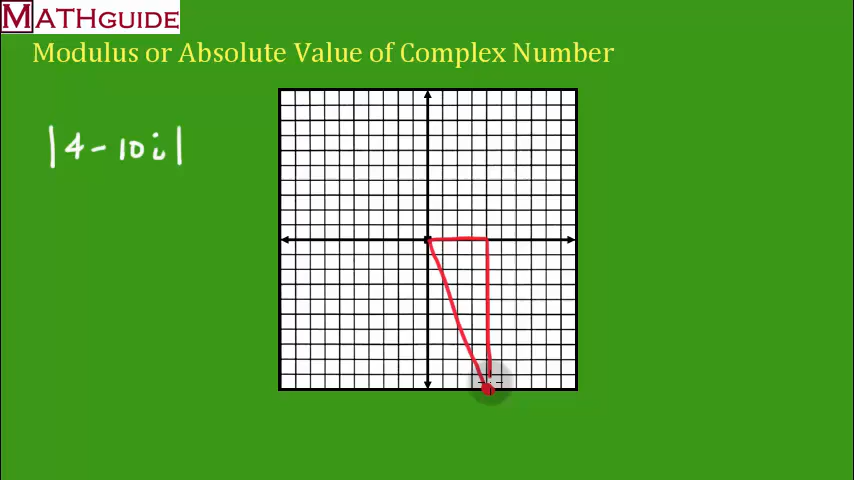 MATHGUIDE
Modulus or Absolute Value of Complex Number
|4-10i|